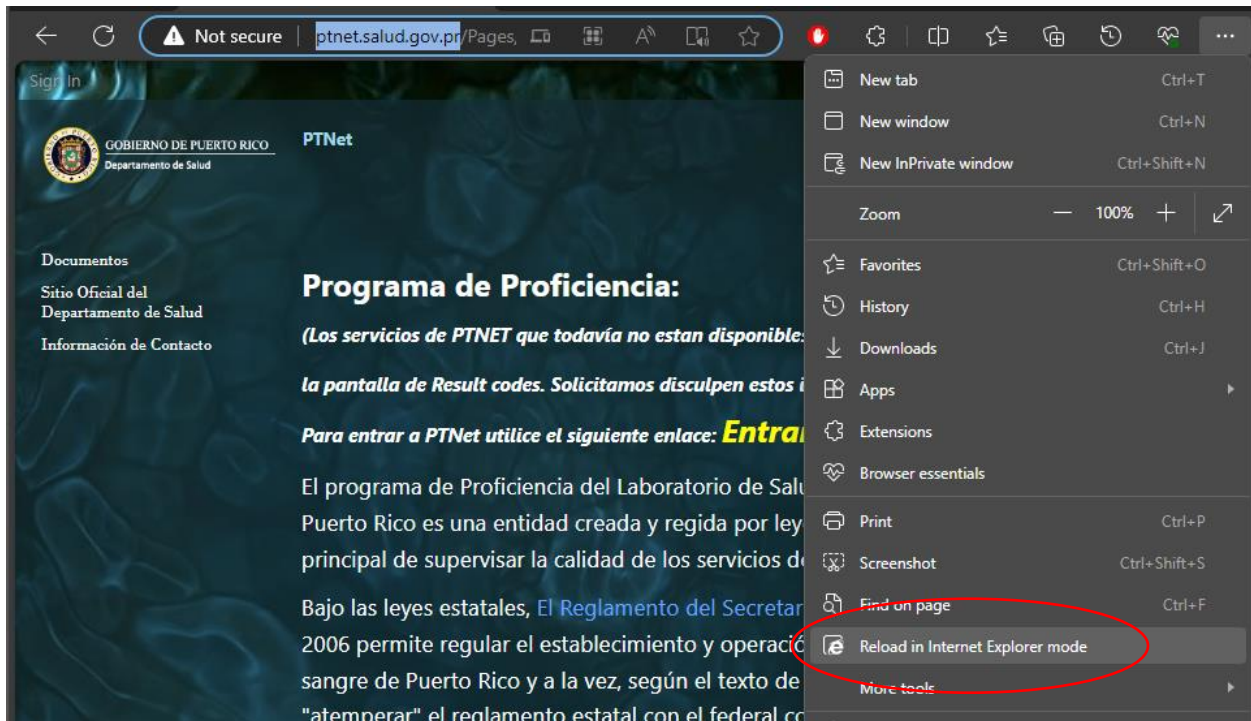 Not secure
ptnet.salud.gov.pr/Pages,
Sign In
GOBIERNO DE PUERTO RICO
Departamento de Salud
PTNet
Documentos
Sitio Oficial del
Departamento de Salud
Información de Contacto
Programa de Proficiencia:
(Los servicios de PTNET que todavía no estan
la pantalla de Result codes. Solicitamos disculpen estos
Para entrar a PTNet utilice el siguiente enlace:
El programa de Proficiencia del Laboratorio de
Puerto Rico es una entidad creada y regida por ley
principal de supervisar la calidad de los servicios
Bajo las leyes estatales, El Reglamento del
2006 permite regular el establecimiento y
sangre de Puerto Rico y a la vez, según el texto de
"atemperar" el reglamento estatal con el federal
New tab Ctrl+T
New window Ctrl+N
New InPrivate window Ctrl+Shift+N
Zoom — 100% +
Favorites Ctrl+Shift+O
History Ctrl+H
Downloads Ctrl+J
Apps
Extensions
Browser essentials
Print Ctrl+P
Screenshot Ctrl+Shift+S
Find on page Ctrl+F
Reload in Internet Explorer mode
More tools